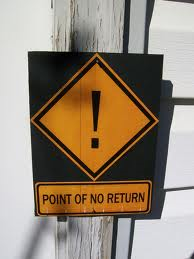 !
POINT OF NO RETURN